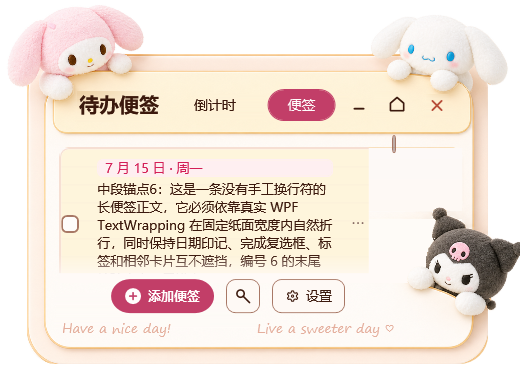 待办便签 倒计时 便签
7 月 15 日 · 周一
中段锚点6：这是一条没有手工换行符的
长便签正文，它必须依靠真实 WPF
TextWrapping 在固定纸面宽度内自然折
行，同时保持日期印记、完成复选框、标
签和相邻卡片互不遮挡，编号 6 的末尾
添加便签 设置
Have a nice day! Live a sweeter day ♡